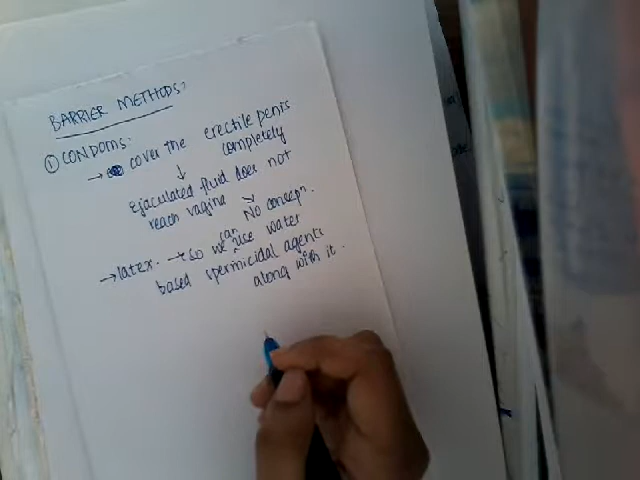 BARRIER METHODS:
① CONDOMS:
→ cover the erectile penis
completely
↓
Ejaculated fluid does not
reach vagina → No concepⁿ.
→ latex. → so we can use water
based spermicidal agents
along with it.